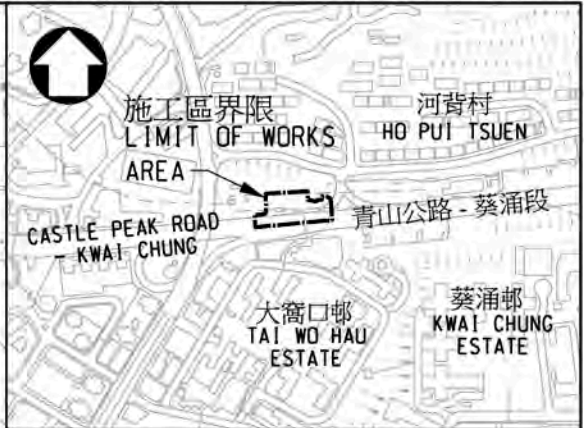 施工區界限
LIMIT OF WORKS
AREA
河背村
HO PUI TSUEN
CASTLE PEAK ROAD
- KWAI CHUNG
青山公路 - 葵涌段
大窩口邨
TAI WO HAU
ESTATE
葵涌邨
KWAI CHUNG
ESTATE